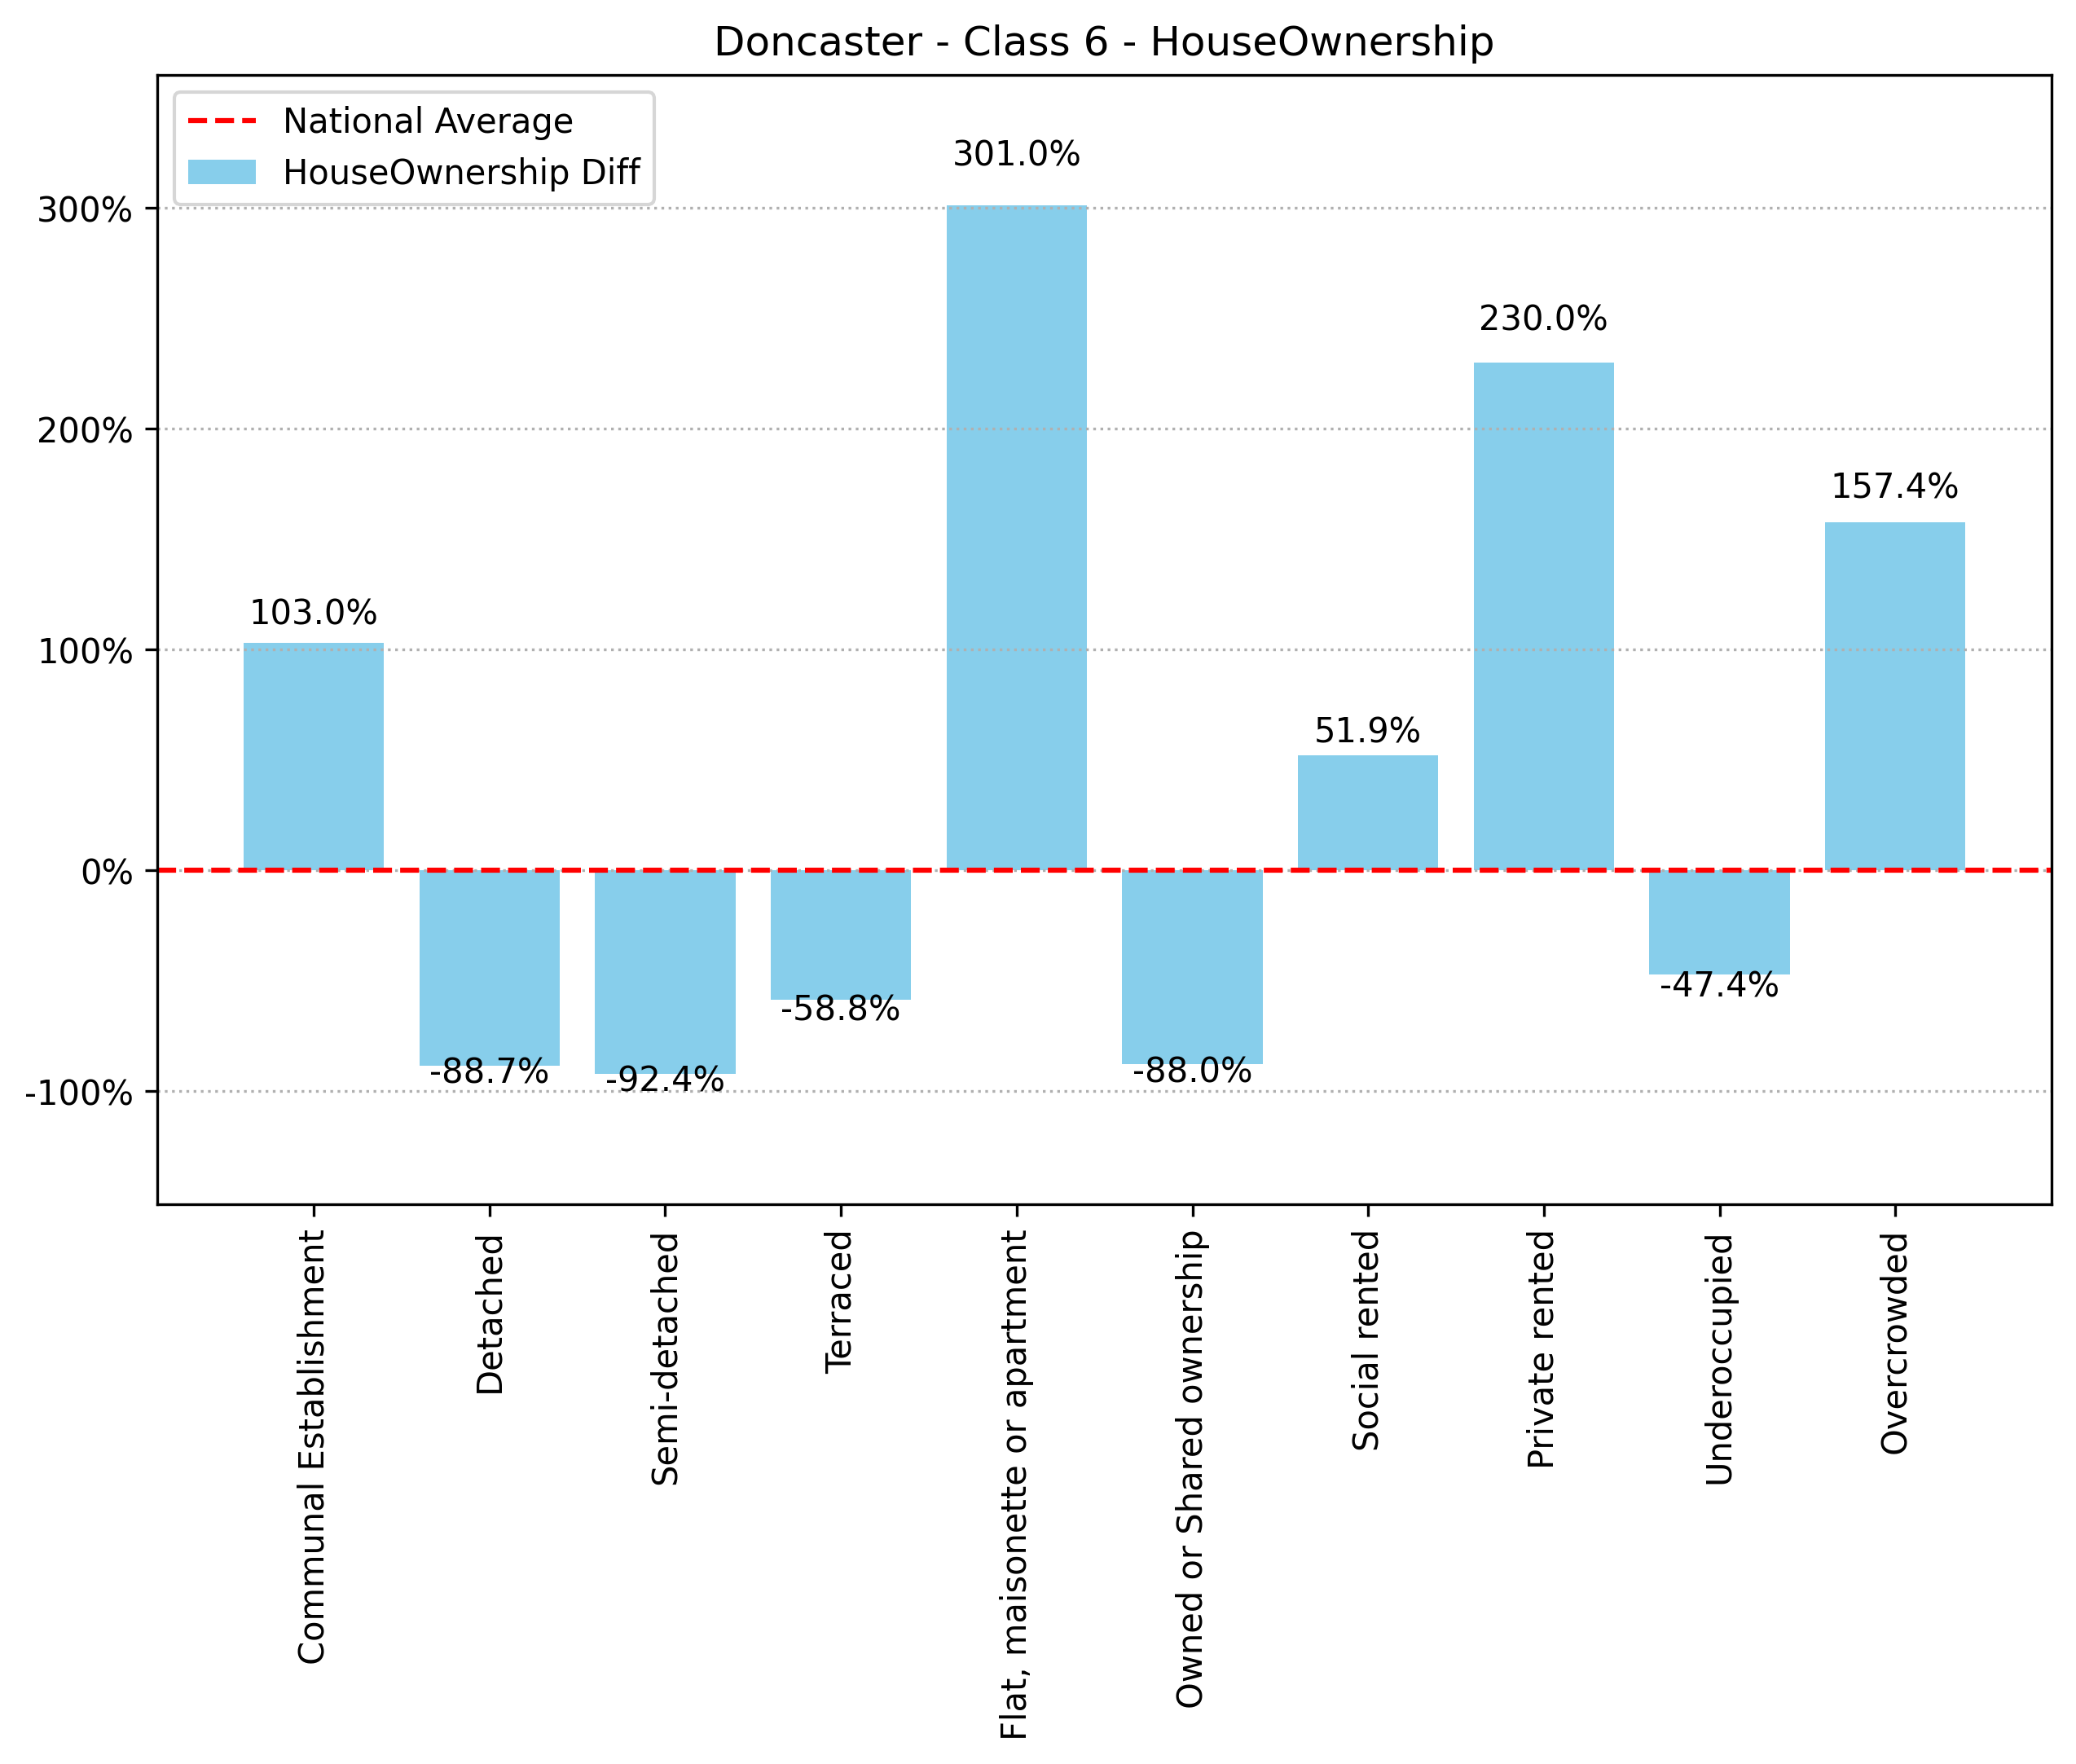 Doncaster - Class 6 - HouseOwnership
National Average
HouseOwnership Diff
300%
200%
100%
0%
-100%
103.0%
-88.7%
-92.4%
-58.8%
301.0%
-88.0%
51.9%
230.0%
-47.4%
157.4%
Communal Establishment
Detached
Semi-detached
Terraced
Flat, maisonette or apartment
Owned or Shared ownership
Social rented
Private rented
Underoccupied
Overcrowded